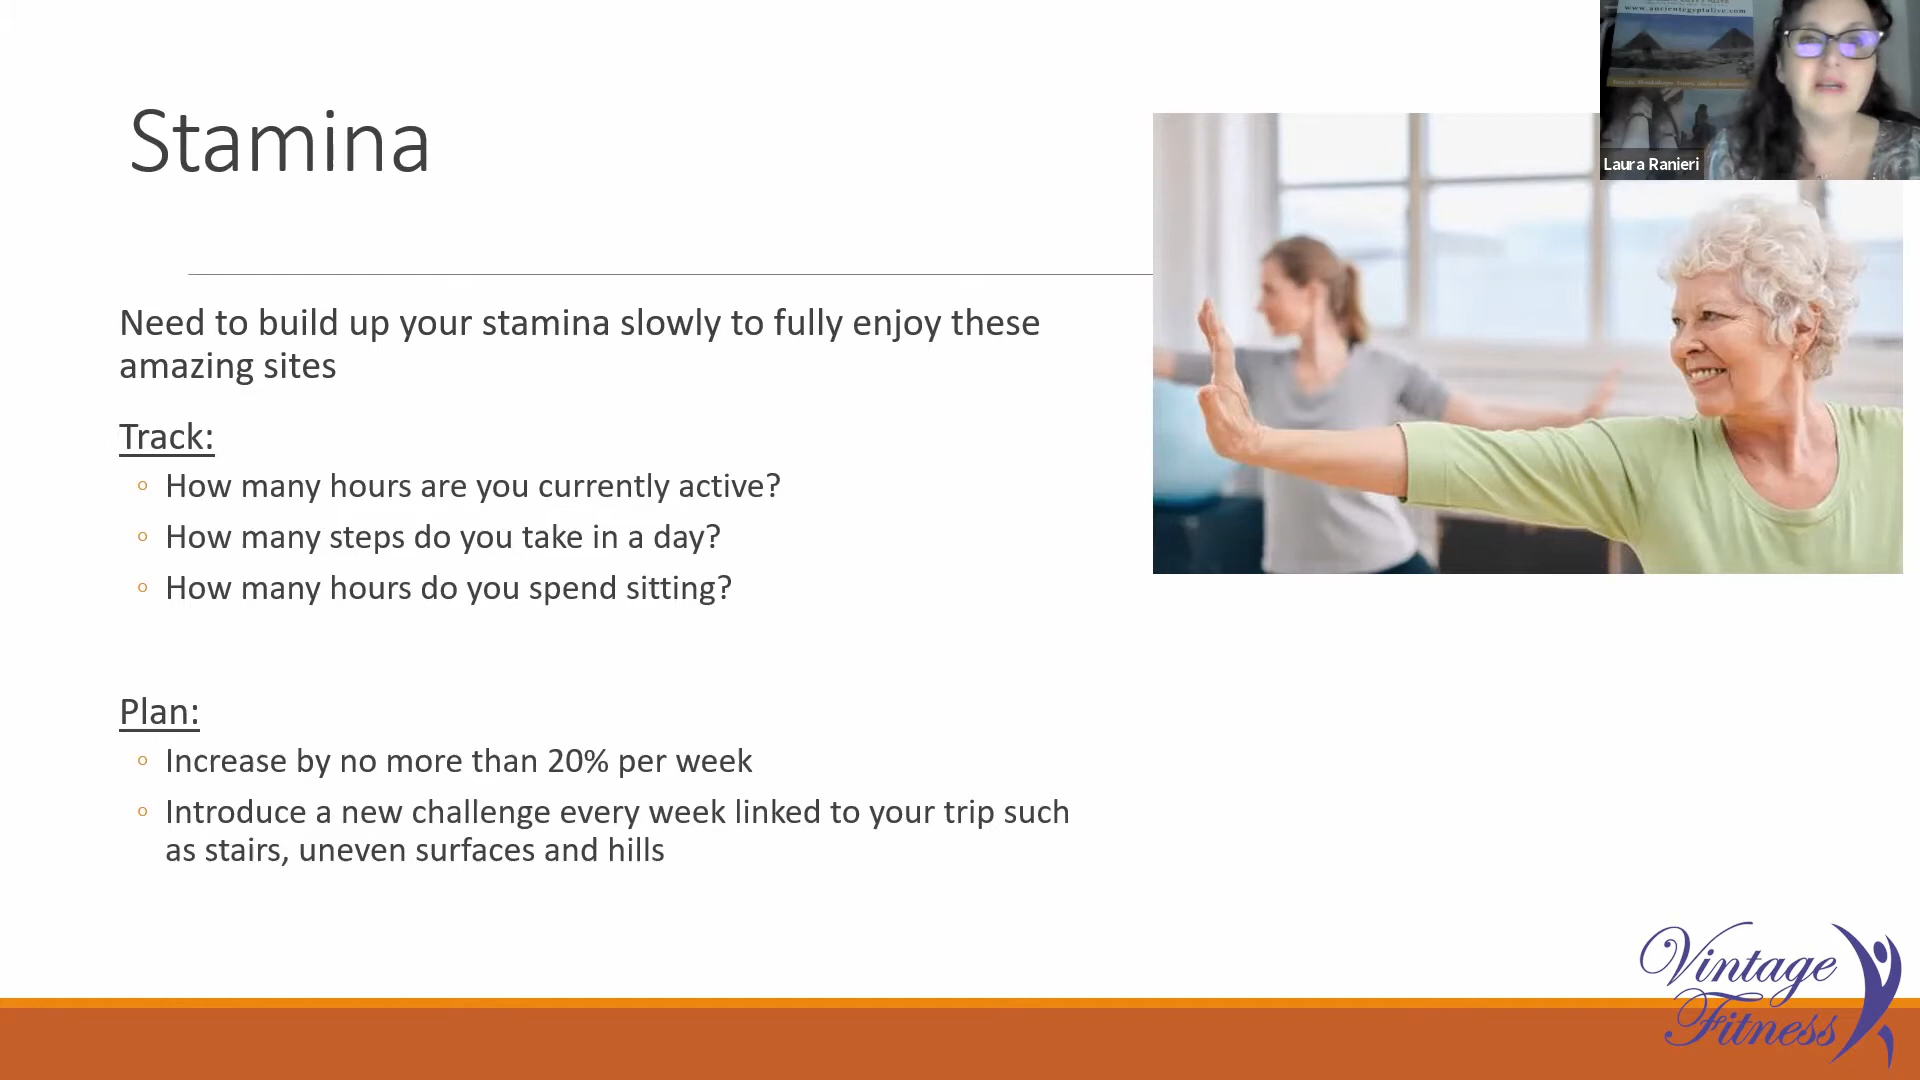 www.ancientegyptalive.com
Stamina
Laura Ranieri
Need to build up your stamina slowly to fully enjoy these
amazing sites
Track:
◦ How many hours are you currently active?
◦ How many steps do you take in a day?
◦ How many hours do you spend sitting?
Plan:
◦ Increase by no more than 20% per week
◦ Introduce a new challenge every week linked to your trip such
as stairs, uneven surfaces and hills
Vintage
Fitness